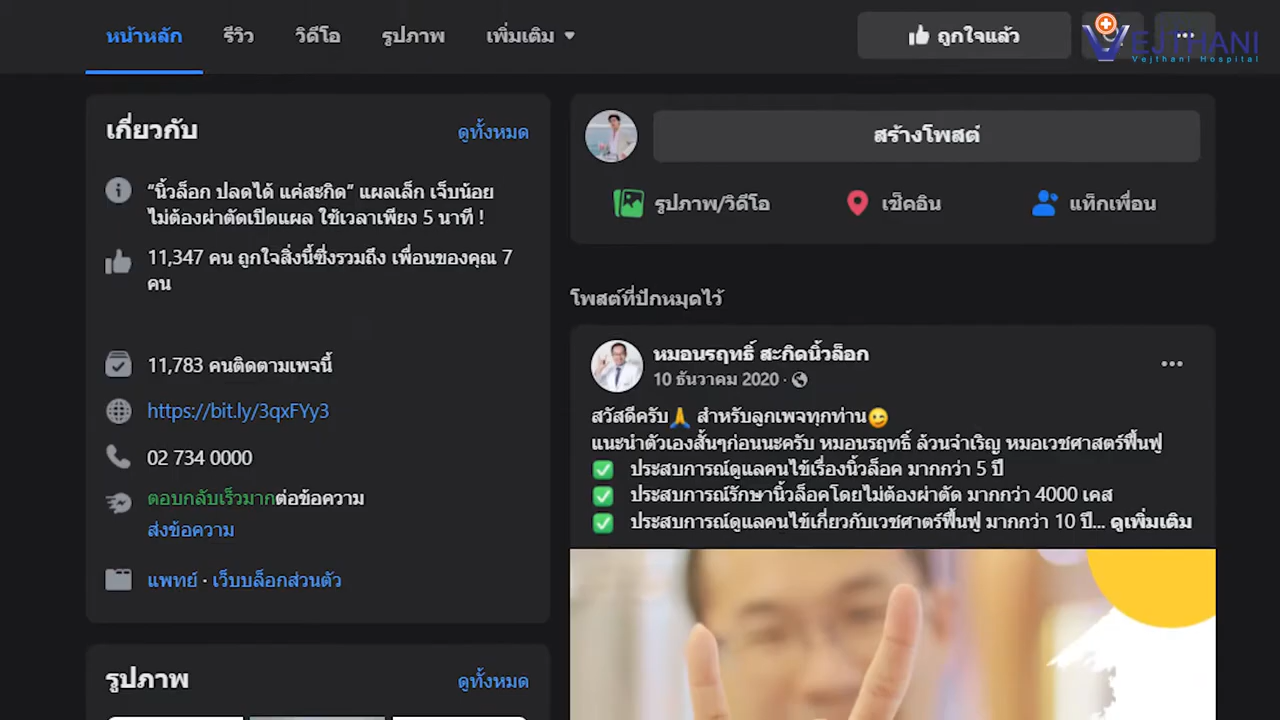 หน้าหลัก รีวิว วิดีโอ รูปภาพ เพิ่มเติม
ถูกใจแล้ว
VEJTHANI
Vejthani Hospital
เกี่ยวกับ ดูทั้งหมด
“นิ้วล็อก ปลดได้ แค่สะกิด” แผลเล็ก เจ็บน้อย
ไม่ต้องผ่าตัดเปิดแผล ใช้เวลาเพียง 5 นาที !
11,347 คน ถูกใจสิ่งนี้ซึ่งรวมถึง เพื่อนของคุณ 7
คน
11,783 คนติดตามเพจนี้
https://bit.ly/3qxFYy3
02 734 0000
ตอบกลับเร็วมากต่อข้อความ
ส่งข้อความ
แพทย์ · เว็บบล็อกส่วนตัว
รูปภาพ ดูทั้งหมด
สร้างโพสต์
รูปภาพ/วิดีโอ เช็คอิน แท็กเพื่อน
โพสต์ที่ปักหมุดไว้
หมอนรฤทธิ์ สะกิดนิ้วล็อก
10 ธันวาคม 2020 ·
สวัสดีครับ🙏 สำหรับลูกเพจทุกท่าน😉
แนะนำตัวเองสั้นๆก่อนนะครับ หมอนรฤทธิ์ ล้วนจำเริญ หมอเวชศาสตร์ฟื้นฟู
✅ ประสบการณ์ดูแลคนไข้เรื่องนิ้วล็อค มากกว่า 5 ปี
✅ ประสบการณ์รักษานิ้วล็อคโดยไม่ต้องผ่าตัด มากกว่า 4000 เคส
✅ ประสบการณ์ดูแลคนไข้เกี่ยวกับเวชศาตร์ฟื้นฟู มากกว่า 10 ปี... ดูเพิ่มเติม